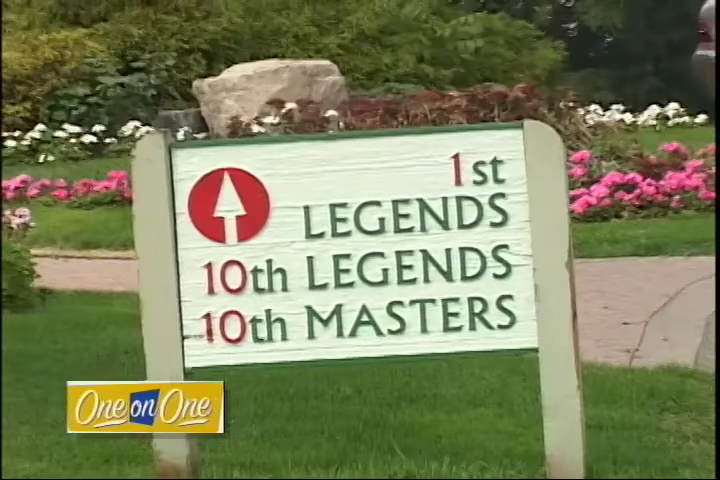 1st
LEGENDS
10th LEGENDS
10th MASTERS
One on One